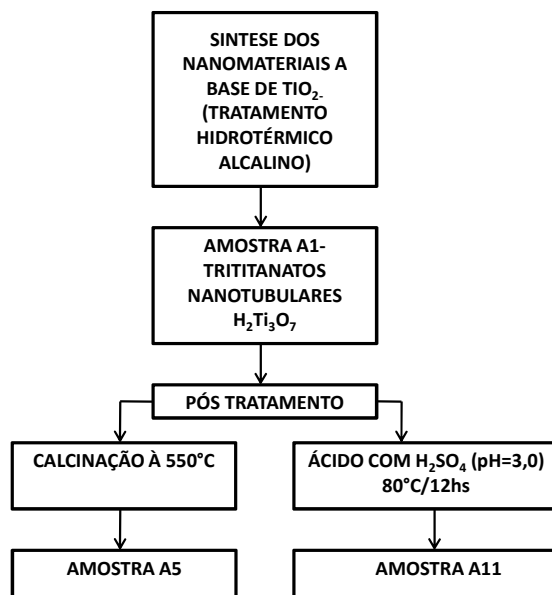 SINTESE DOS
NANOMATERIAIS A
BASE DE TIO₂-
(TRATAMENTO
HIDROTÉRMICO
ALCALINO)
AMOSTRA A1-
TRITITANATOS
NANOTUBULARES
H₂Ti₃O₇
PÓS TRATAMENTO
CALCINAÇÃO À 550°C
ÁCIDO COM H₂SO₄ (pH=3,0)
80°C/12hs
AMOSTRA A5
AMOSTRA A11